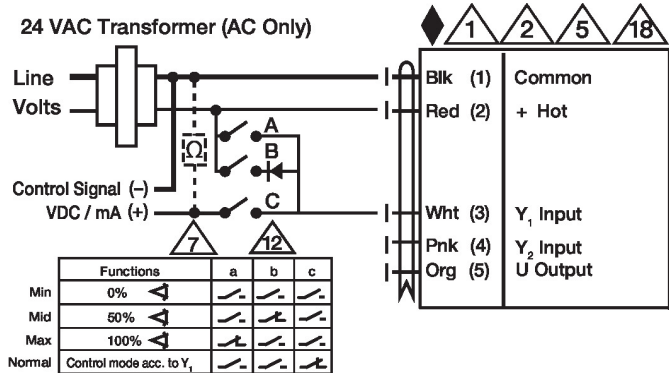 24 VAC Transformer (AC Only)
1 2 5 18
Line
Volts
Blk (1) Common
Red (2) + Hot
A
Ω
B
Control Signal (–)
VDC / mA (+)
C
Wht (3) Y₁ Input
7 12
Pnk (4) Y₂ Input
Org (5) U Output
Functions a b c
Min 0%
Mid 50%
Max 100%
Normal Control mode acc. to Y₁